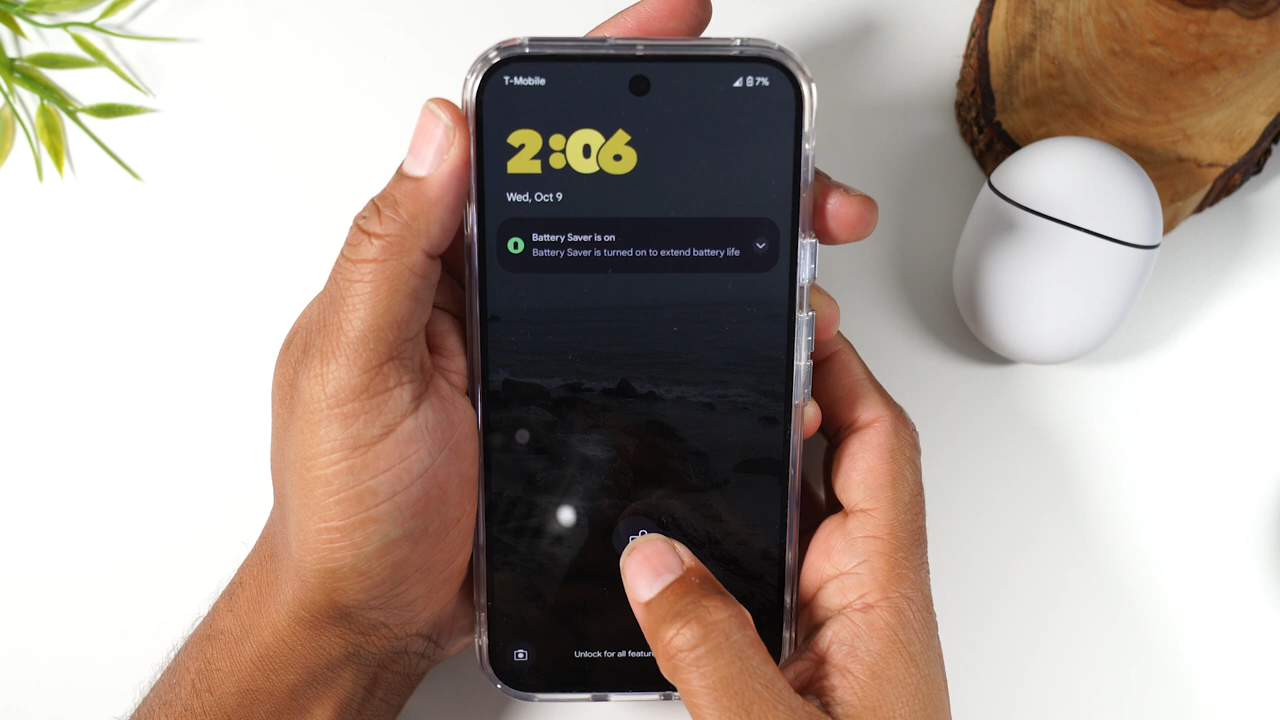 T-Mobile 7%
2:06
Wed, Oct 9
Battery Saver is on
Battery Saver is turned on to extend battery life
Unlock for all